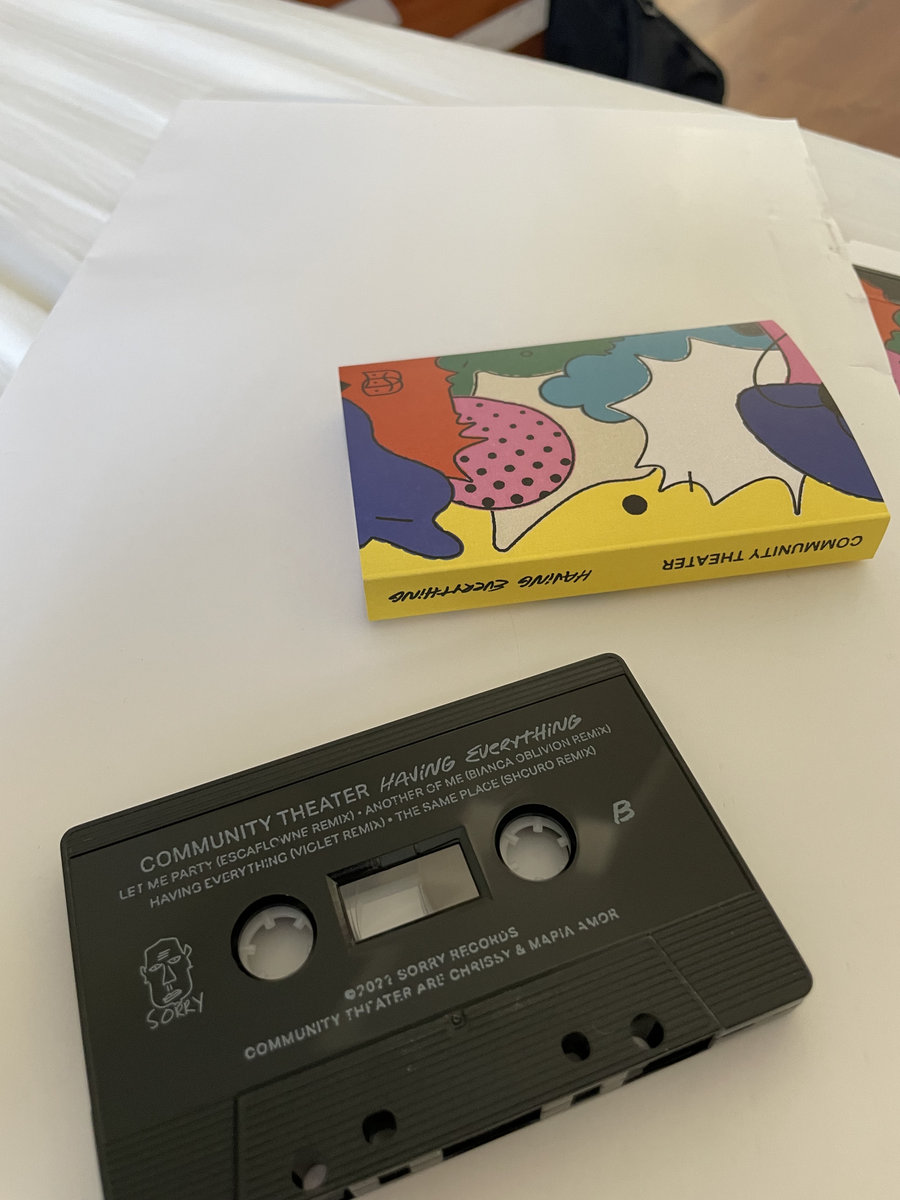 HAVING EVERYTHING COMMUNITY THEATER
COMMUNITY THEATER HAVING EVERYTHING
LET ME PARTY (ESCAFLOWNE REMIX) • ANOTHER OF ME (BIANCA OBLIVION REMIX)
HAVING EVERYTHING (VIOLET REMIX) • THE SAME PLACE (SHCURO REMIX)
B
SORRY
©2021 SORRY RECORDS
COMMUNITY THEATER ARE CHRISSY & MARIA AMOR